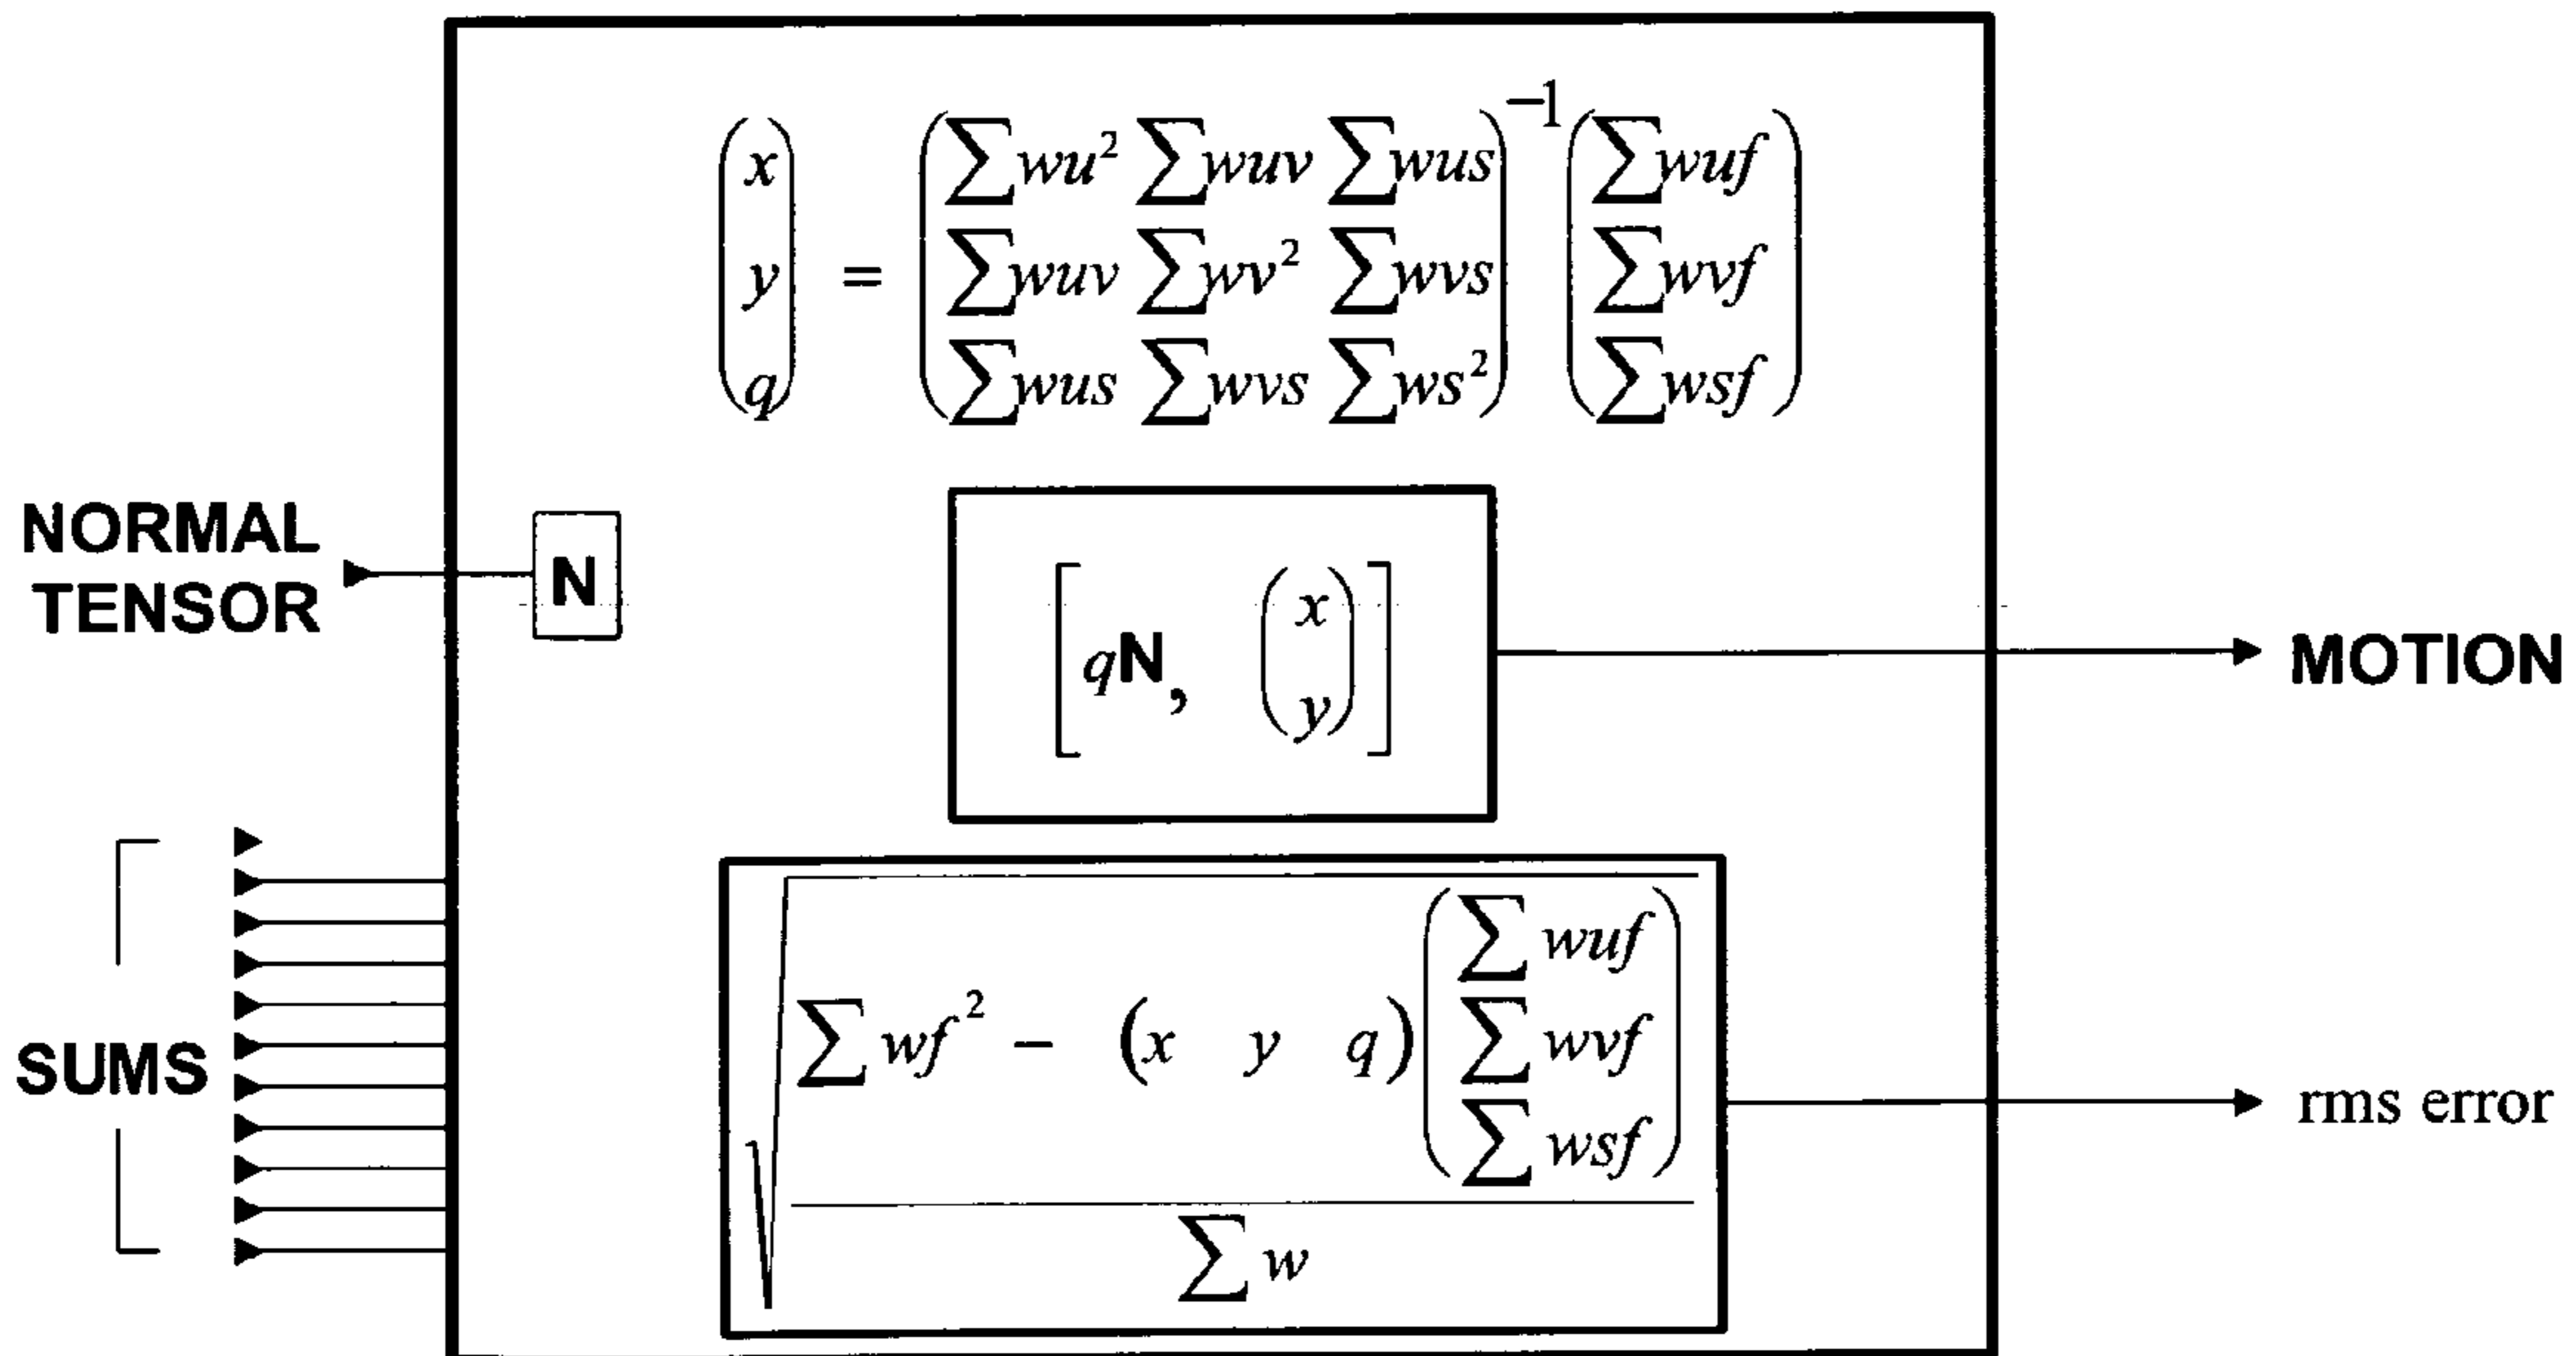 (x y q) = (∑wu² ∑wuv ∑wus
∑wuv ∑wv² ∑wvs
∑wus ∑wvs ∑ws²)⁻¹ (∑wuf
∑wvf
∑wsf)
NORMAL
TENSOR
N
[qN, (x y)]
MOTION
SUMS
√ ∑wf² − (x y q) (∑wuf
∑wvf
∑wsf)
∑w
rms error